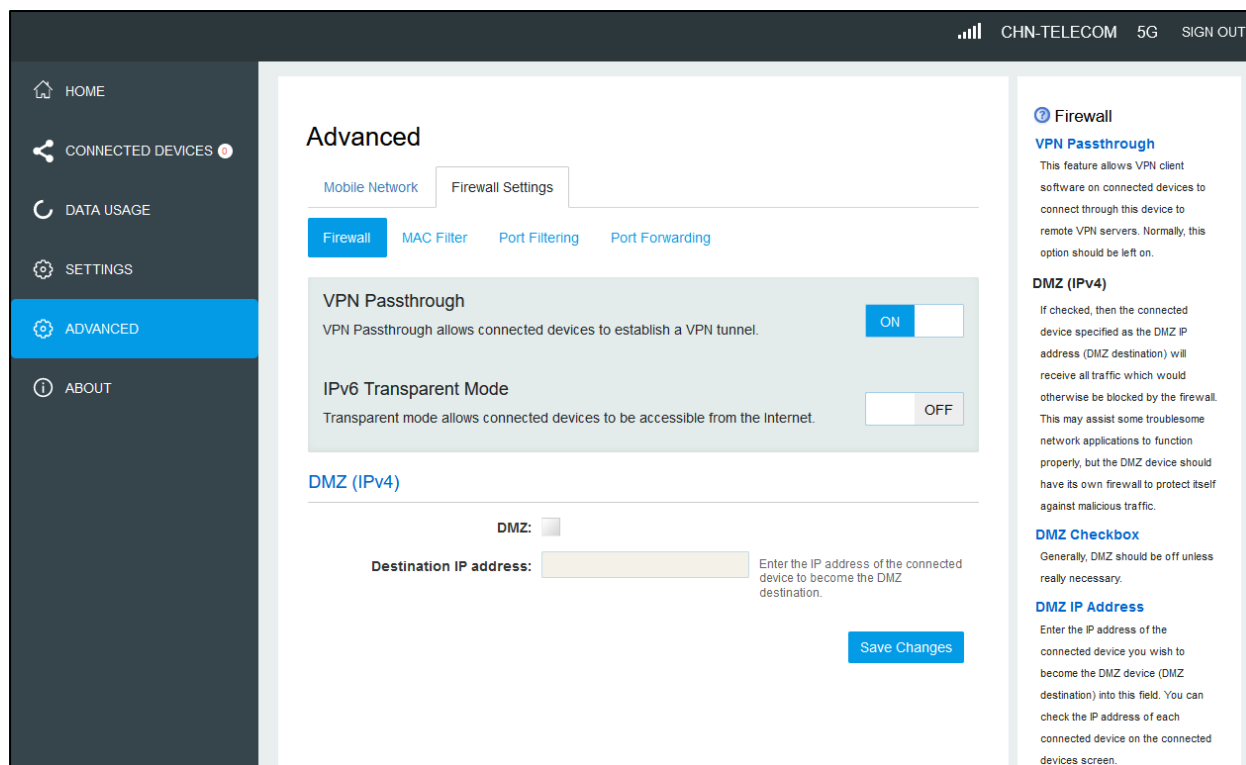 CHN-TELECOM 5G SIGN OUT
HOME
CONNECTED DEVICES 0
DATA USAGE
SETTINGS
ADVANCED
ABOUT
Advanced
Mobile Network Firewall Settings
Firewall MAC Filter Port Filtering Port Forwarding
VPN Passthrough
VPN Passthrough allows connected devices to establish a VPN tunnel.
ON
IPv6 Transparent Mode
Transparent mode allows connected devices to be accessible from the Internet.
OFF
DMZ (IPv4)
DMZ:
Destination IP address:
Enter the IP address of the connected
device to become the DMZ
destination.
Save Changes
Firewall
VPN Passthrough
This feature allows VPN client
software on connected devices to
connect through this device to
remote VPN servers. Normally, this
option should be left on.
DMZ (IPv4)
If checked, then the connected
device specified as the DMZ IP
address (DMZ destination) will
receive all traffic which would
otherwise be blocked by the firewall.
This may assist some troublesome
network applications to function
properly, but the DMZ device should
have its own firewall to protect itself
against malicious traffic.
DMZ Checkbox
Generally, DMZ should be off unless
really necessary.
DMZ IP Address
Enter the IP address of the
connected device you wish to
become the DMZ device (DMZ
destination) into this field. You can
check the IP address of each
connected device on the connected
devices screen.